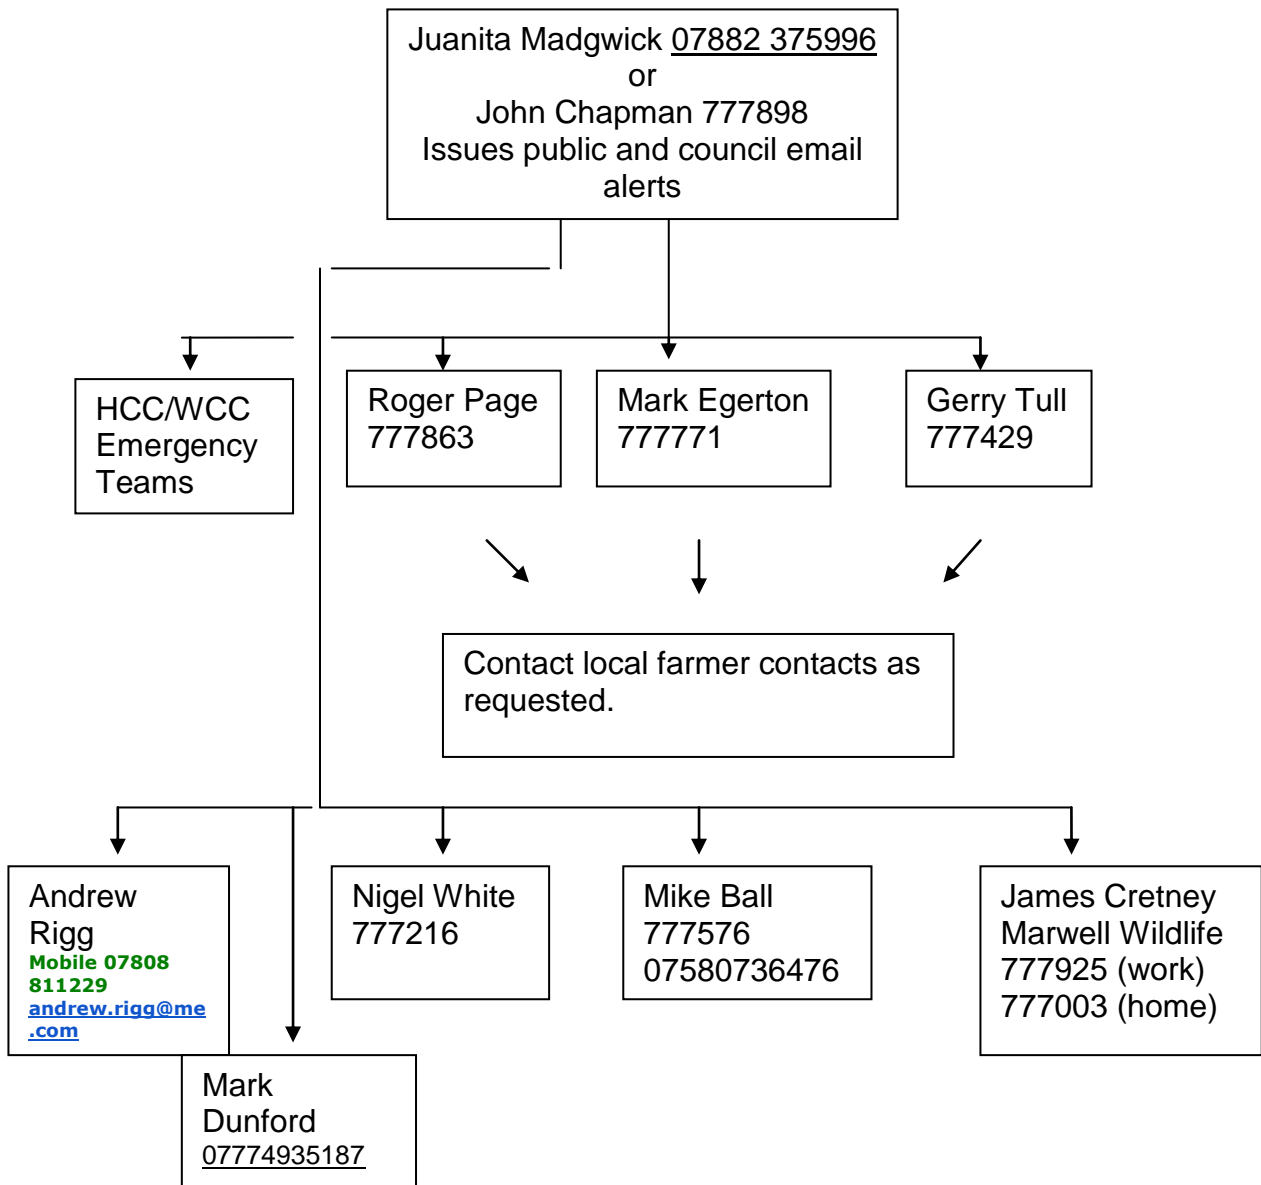 Juanita Madgwick 07882 375996
or
John Chapman 777898
Issues public and council email
alerts
HCC/WCC
Emergency
Teams
Roger Page
777863
Mark Egerton
777771
Gerry Tull
777429
Contact local farmer contacts as
requested.
Andrew
Rigg
Mobile 07808
811229
andrew.rigg@me
.com
Mark
Dunford
07774935187
Nigel White
777216
Mike Ball
777576
07580736476
James Cretney
Marwell Wildlife
777925 (work)
777003 (home)